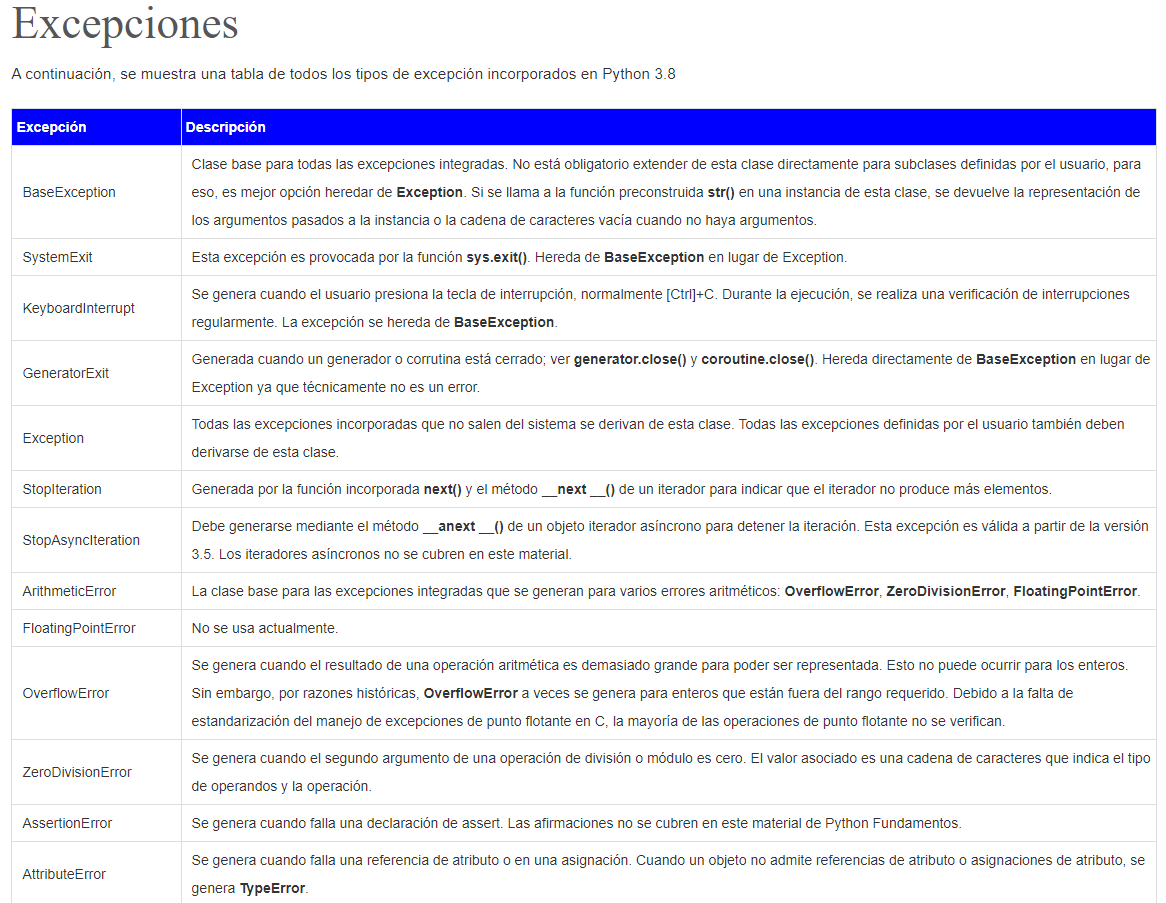 Excepciones
A continuación, se muestra una tabla de todos los tipos de excepción incorporados en Python 3.8
Excepción Descripción
BaseException
Clase base para todas las excepciones integradas. No está obligatorio extender de esta clase directamente para subclases definidas por el usuario, para
eso, es mejor opción heredar de Exception. Si se llama a la función preconstruida str() en una instancia de esta clase, se devuelve la representación de
los argumentos pasados a la instancia o la cadena de caracteres vacía cuando no haya argumentos.
SystemExit
Esta excepción es provocada por la función sys.exit(). Hereda de BaseException en lugar de Exception.
KeyboardInterrupt
Se genera cuando el usuario presiona la tecla de interrupción, normalmente [Ctrl]+C. Durante la ejecución, se realiza una verificación de interrupciones
regularmente. La excepción se hereda de BaseException.
GeneratorExit
Generada cuando un generador o corrutina está cerrado; ver generator.close() y coroutine.close(). Hereda directamente de BaseException en lugar de
Exception ya que técnicamente no es un error.
Exception
Todas las excepciones incorporadas que no salen del sistema se derivan de esta clase. Todas las excepciones definidas por el usuario también deben
derivarse de esta clase.
StopIteration
Generada por la función incorporada next() y el método __next __() de un iterador para indicar que el iterador no produce más elementos.
StopAsyncIteration
Debe generarse mediante el método __anext __() de un objeto iterador asíncrono para detener la iteración. Esta excepción es válida a partir de la versión
3.5. Los iteradores asíncronos no se cubren en este material.
ArithmeticError
La clase base para las excepciones integradas que se generan para varios errores aritméticos: OverflowError, ZeroDivisionError, FloatingPointError.
FloatingPointError
No se usa actualmente.
OverflowError
Se genera cuando el resultado de una operación aritmética es demasiado grande para poder ser representada. Esto no puede ocurrir para los enteros.
Sin embargo, por razones históricas, OverflowError a veces se genera para enteros que están fuera del rango requerido. Debido a la falta de
estandarización del manejo de excepciones de punto flotante en C, la mayoría de las operaciones de punto flotante no se verifican.
ZeroDivisionError
Se genera cuando el segundo argumento de una operación de división o módulo es cero. El valor asociado es una cadena de caracteres que indica el tipo
de operandos y la operación.
AssertionError
Se genera cuando falla una declaración de assert. Las afirmaciones no se cubren en este material de Python Fundamentos.
AttributeError
Se genera cuando falla una referencia de atributo o en una asignación. Cuando un objeto no admite referencias de atributo o asignaciones de atributo, se
genera TypeError.